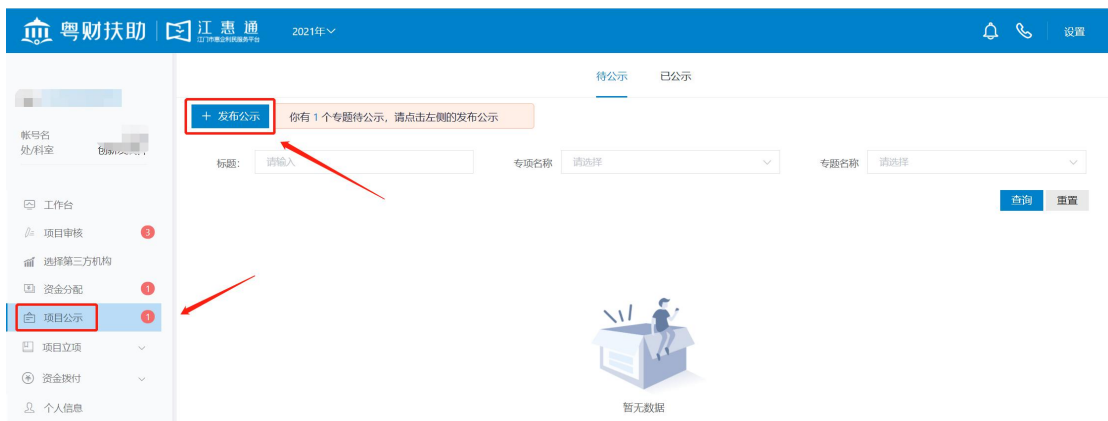 粤财扶助 江惠通 2021年 设置
江门市惠企利民服务平台
待公示 已公示
+ 发布公示 你有 1 个专题待公示，请点击左侧的发布公示
帐号名
处/科室
标题： 请输入 专项名称 请选择 专题名称 请选择
查询 重置
工作台
项目审核 3
选择第三方机构
资金分配 1
项目公示 1
项目立项
资金拨付
个人信息
暂无数据